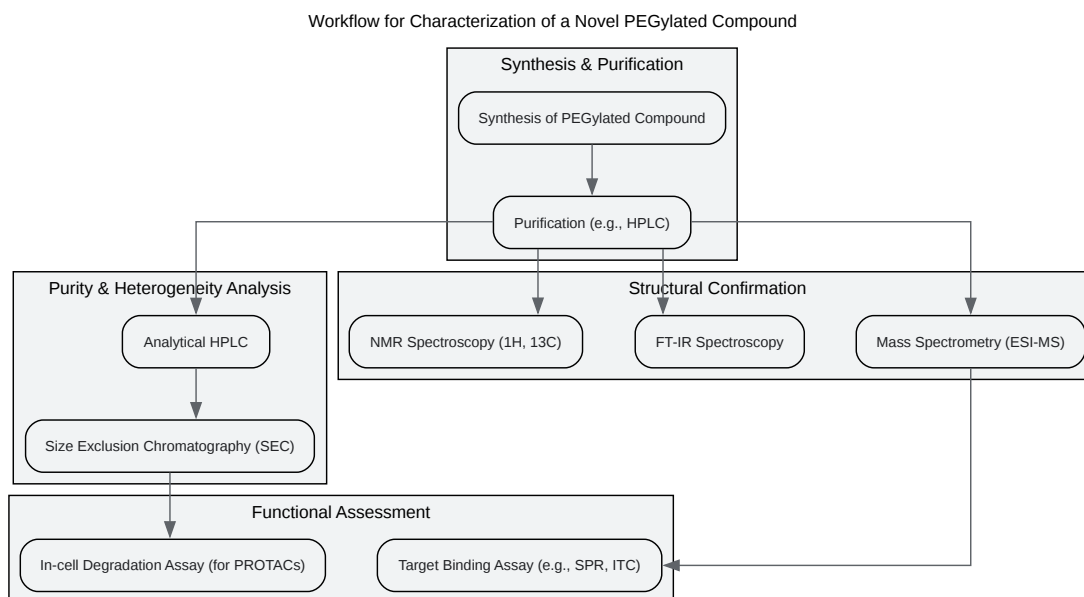 Workflow for Characterization of a Novel PEGylated Compound
Synthesis & Purification
Synthesis of PEGylated Compound
Purification (e.g., HPLC)
Purity & Heterogeneity Analysis
Structural Confirmation
Analytical HPLC
NMR Spectroscopy (1H, 13C)
FT-IR Spectroscopy
Mass Spectrometry (ESI-MS)
Size Exclusion Chromatography (SEC)
Functional Assessment
In-cell Degradation Assay (for PROTACs)
Target Binding Assay (e.g., SPR, ITC)